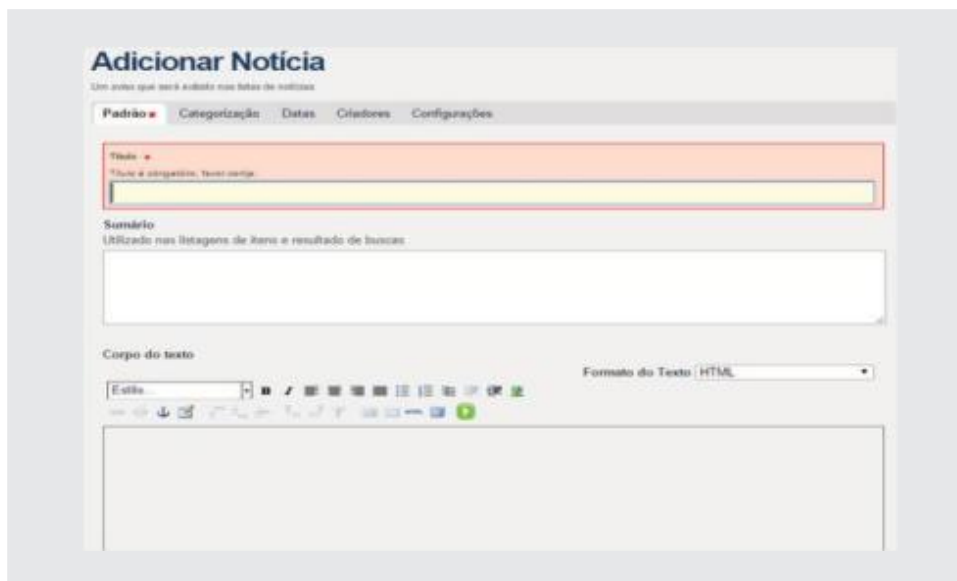 Adicionar Notícia
Um aviso que será exibido nas listas de notícias
Padrão Categorização Datas Criadores Configurações
Título
Título é obrigatório, favor corrija.
Sumário
Utilizado nas listagens de itens e resultado de buscas
Corpo do texto
Formato do Texto HTML
Estilo...